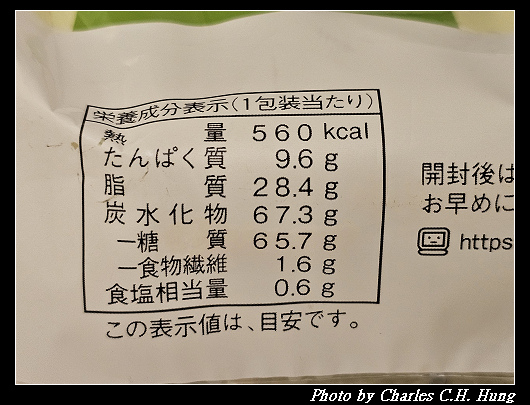 栄養成分表示(1包装当たり)
熱量 560 kcal
たんぱく質 9.6 g
脂質 28.4 g
炭水化物 67.3 g
—糖質 65.7 g
—食物繊維 1.6 g
食塩相当量 0.6 g
この表示値は、目安です。
開封後は
お早めに
https
Photo by Charles C.H. Hung